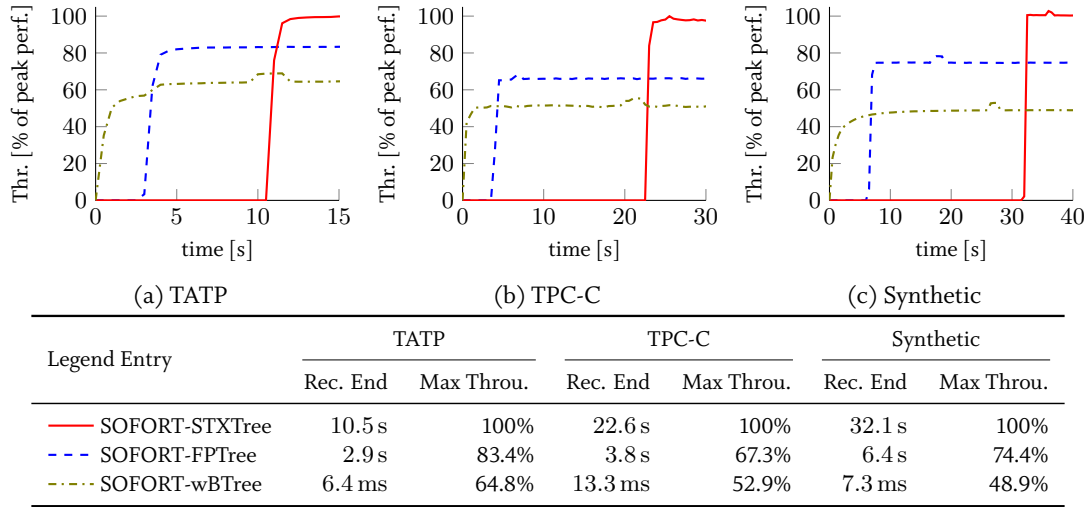 Thr. [% of peak perf.]
100
80
60
40
20
0
0 5 10 15
time [s]
(a) TATP
Thr. [% of peak perf.]
100
80
60
40
20
0
0 10 20 30
time [s]
(b) TPC-C
Thr. [% of peak perf.]
100
80
60
40
20
0
0 10 20 30 40
time [s]
(c) Synthetic
Legend Entry TATP TPC-C Synthetic
Rec. End Max Throu. Rec. End Max Throu. Rec. End Max Throu.
SOFORT-STXTree 10.5 s 100% 22.6 s 100% 32.1 s 100%
SOFORT-FPTree 2.9 s 83.4% 3.8 s 67.3% 6.4 s 74.4%
SOFORT-wBTree 6.4 ms 64.8% 13.3 ms 52.9% 7.3 ms 48.9%